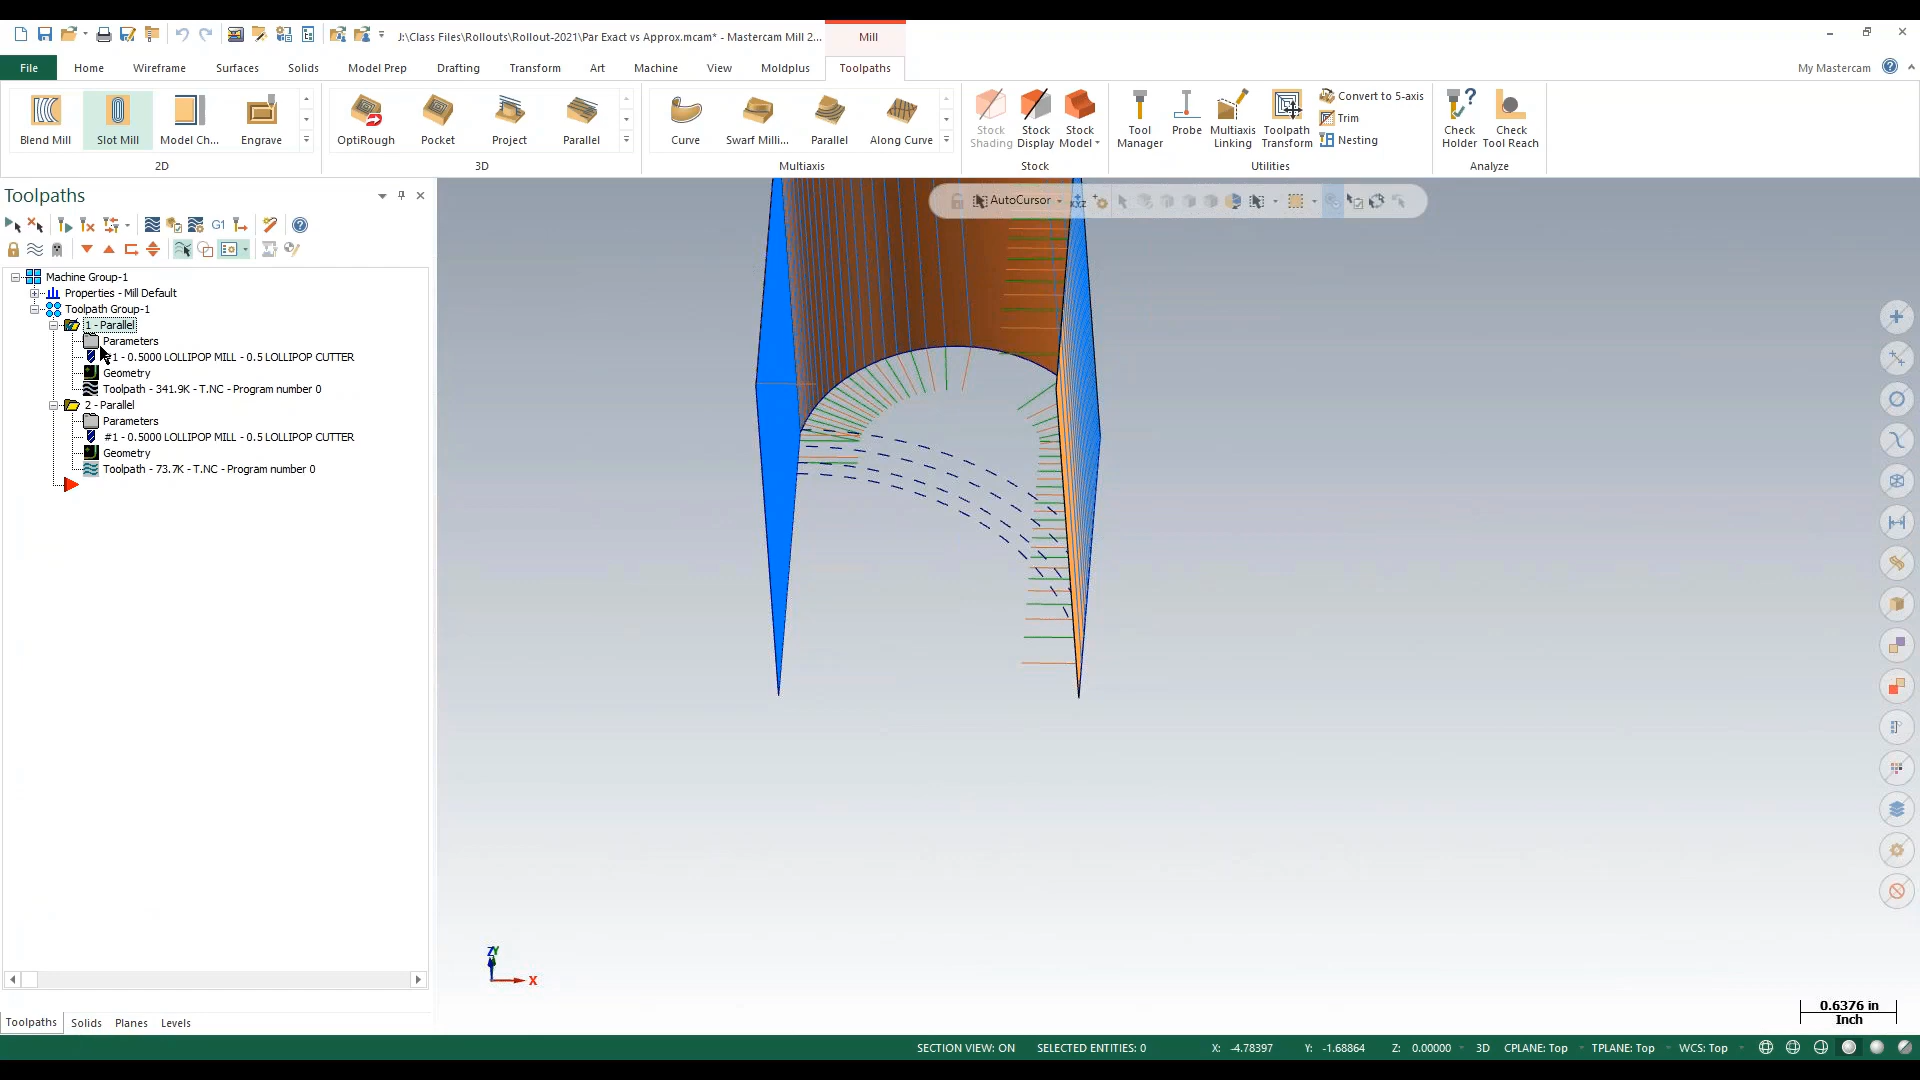 J:\Class Files\Rollouts\Rollout-2021\Par Exact vs Approx.mcam* - Mastercam Mill 2...
Mill
File
Home
Wireframe
Surfaces
Solids
Model Prep
Drafting
Transform
Art
Machine
View
Moldplus
Toolpaths
My Mastercam
Blend Mill
Slot Mill
Model Ch...
Engrave
OptiRough
Pocket
Project
Parallel
Curve
Swarf Milli...
Parallel
Along Curve
Stock Shading
Stock Display
Stock Model
Tool Manager
Probe
Multiaxis Linking
Toolpath Transform
Convert to 5-axis
Trim
Nesting
Check Holder
Check Tool Reach
2D
3D
Multiaxis
Stock
Utilities
Analyze
Toolpaths
G1
AutoCursor
XYZ
Machine Group-1
Properties - Mill Default
Toolpath Group-1
1 - Parallel
Parameters
#1 - 0.5000 LOLLIPOP MILL - 0.5 LOLLIPOP CUTTER
Geometry
Toolpath - 341.9K - T.NC - Program number 0
2 - Parallel
Parameters
#1 - 0.5000 LOLLIPOP MILL - 0.5 LOLLIPOP CUTTER
Geometry
Toolpath - 73.7K - T.NC - Program number 0
X
0.6376 in
Inch
Toolpaths
Solids
Planes
Levels
SECTION VIEW: ON
SELECTED ENTITIES: 0
X: -4.78397
Y: -1.68864
Z: 0.00000
3D
CPLANE: Top
TPLANE: Top
WCS: Top